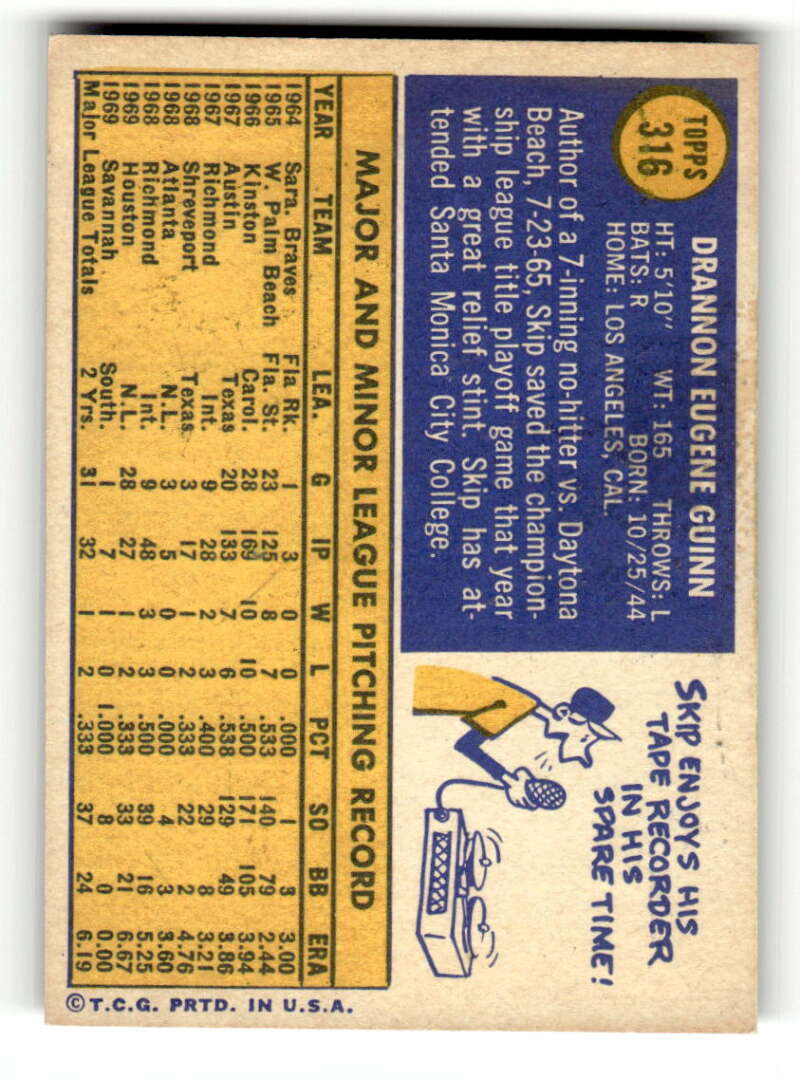 TOPPS
316
DRANNON EUGENE GUINN
HT: 5'10" WT: 165 THROWS: L
BATS: R BORN: 10/25/44
HOME: LOS ANGELES, CAL.
Author of a 7-inning no-hitter vs. Daytona
Beach, 7-23-65, Skip saved the champion-
ship league title playoff game that year
with a great relief stint. Skip has at-
tended Santa Monica City College.
SKIP ENJOYS HIS
TAPE RECORDER
IN HIS
SPARE TIME!
MAJOR AND MINOR LEAGUE PITCHING RECORD
YEAR TEAM LEA. G IP W L PCT SO BB ERA
1964 Sara. Braves Fla Rk. 1 3 0 0 .000 1 3 3.00
1965 W. Palm Beach Fla. St. 23 125 8 7 .533 140 79 2.44
1966 Kinston Carol. 28 169 10 10 .500 171 105 3.94
1967 Austin Texas 20 133 7 6 .538 129 49 3.86
1967 Richmond Int. 9 28 2 3 .400 29 8 3.21
1968 Shreveport Texas 3 17 1 2 .333 22 2 4.76
1968 Atlanta N.L. 3 5 0 0 .000 4 3 3.60
1968 Richmond Int. 9 48 3 3 .500 39 16 5.25
1969 Houston N.L. 28 27 1 2 .333 33 21 6.67
1969 Savannah South. 1 7 1 0 1.000 8 0 0.00
Major League Totals 2 Yrs. 31 32 1 2 .333 37 24 6.19
© T.C.G. PRTD. IN U.S.A.